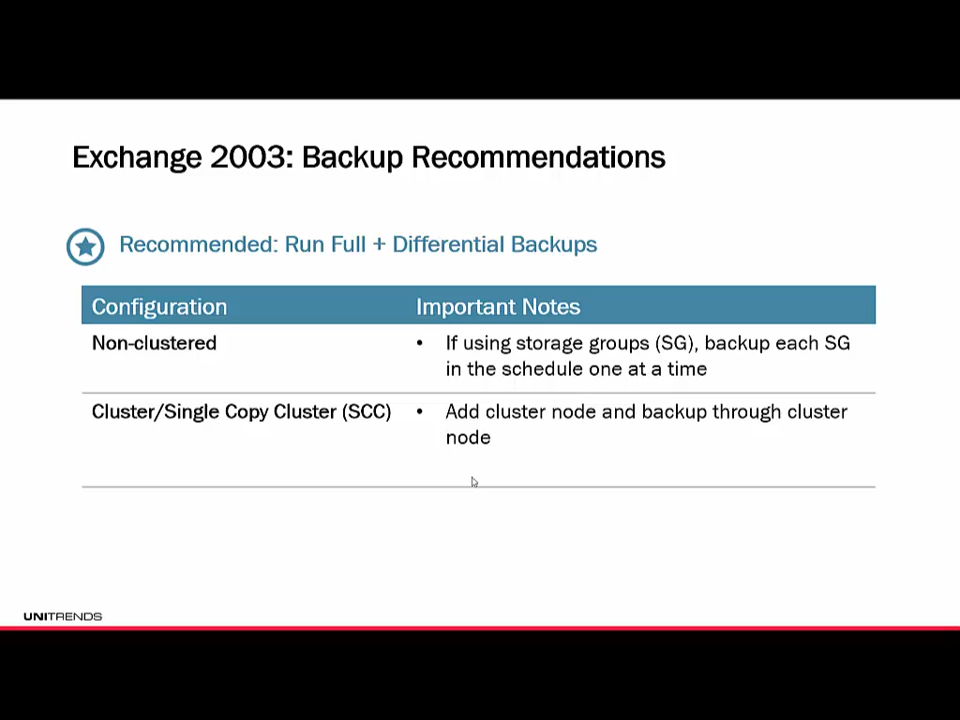 Exchange 2003: Backup Recommendations
Recommended: Run Full + Differential Backups
Configuration
Important Notes
Non-clustered
• If using storage groups (SG), backup each SG
in the schedule one at a time
Cluster/Single Copy Cluster (SCC)
• Add cluster node and backup through cluster
node
UNITRENDS